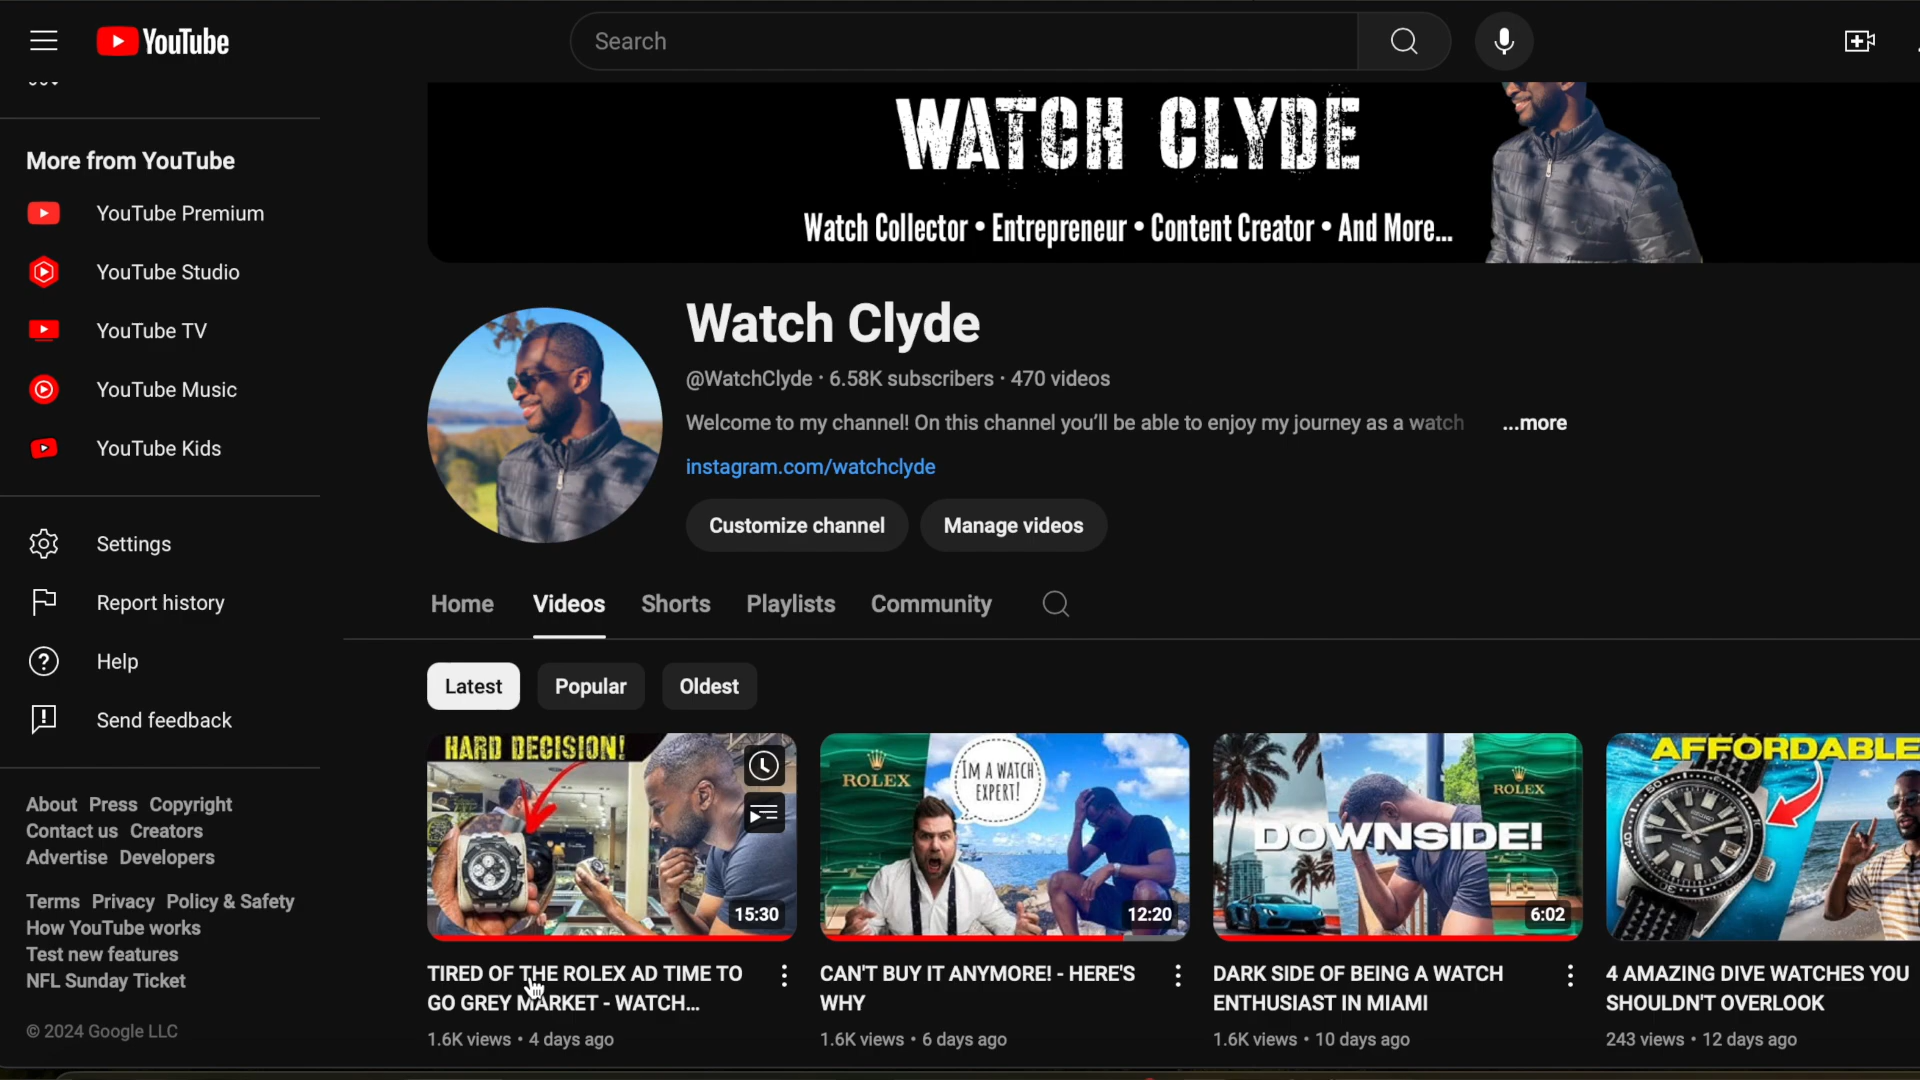 YouTube
Search
More from YouTube
YouTube Premium
YouTube Studio
YouTube TV
YouTube Music
YouTube Kids
Settings
Report history
Help
Send feedback
About Press Copyright
Contact us Creators
Advertise Developers
Terms Privacy Policy & Safety
How YouTube works
Test new features
NFL Sunday Ticket
© 2024 Google LLC
WATCH CLYDE
Watch Collector • Entrepreneur • Content Creator • And More...
Watch Clyde
@WatchClyde · 6.58K subscribers · 470 videos
Welcome to my channel! On this channel you'll be able to enjoy my journey as a watch ...more
instagram.com/watchclyde
Customize channel Manage videos
Home Videos Shorts Playlists Community
Latest Popular Oldest
HARD DECISION!
15:30
TIRED OF THE ROLEX AD TIME TO
GO GREY MARKET - WATCH...
1.6K views • 4 days ago
ROLEX
I'M A WATCH
EXPERT!
12:20
CAN'T BUY IT ANYMORE! - HERE'S
WHY
1.6K views • 6 days ago
ROLEX
DOWNSIDE!
6:02
DARK SIDE OF BEING A WATCH
ENTHUSIAST IN MIAMI
1.6K views • 10 days ago
AFFORDABLE
SEIKO
4 AMAZING DIVE WATCHES YOU
SHOULDN'T OVERLOOK
243 views • 12 days ago